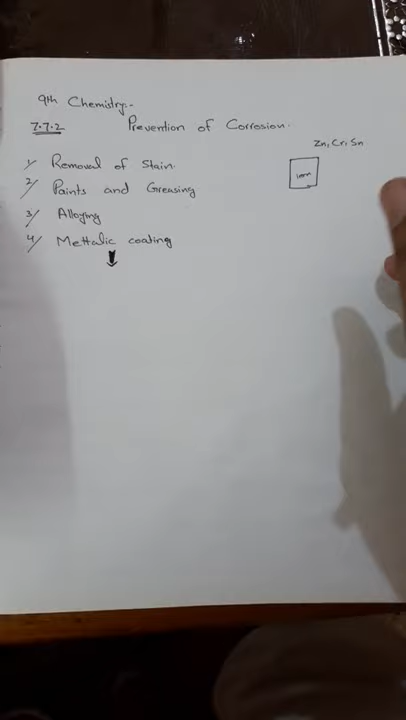 9th Chemistry.
7.7.2 Prevention of Corrosion.
Zn, Cr, Sn
1/ Removal of Stain.
iron
2/ Paints and Greasing
3/ Alloying
4/ Mettalic coating